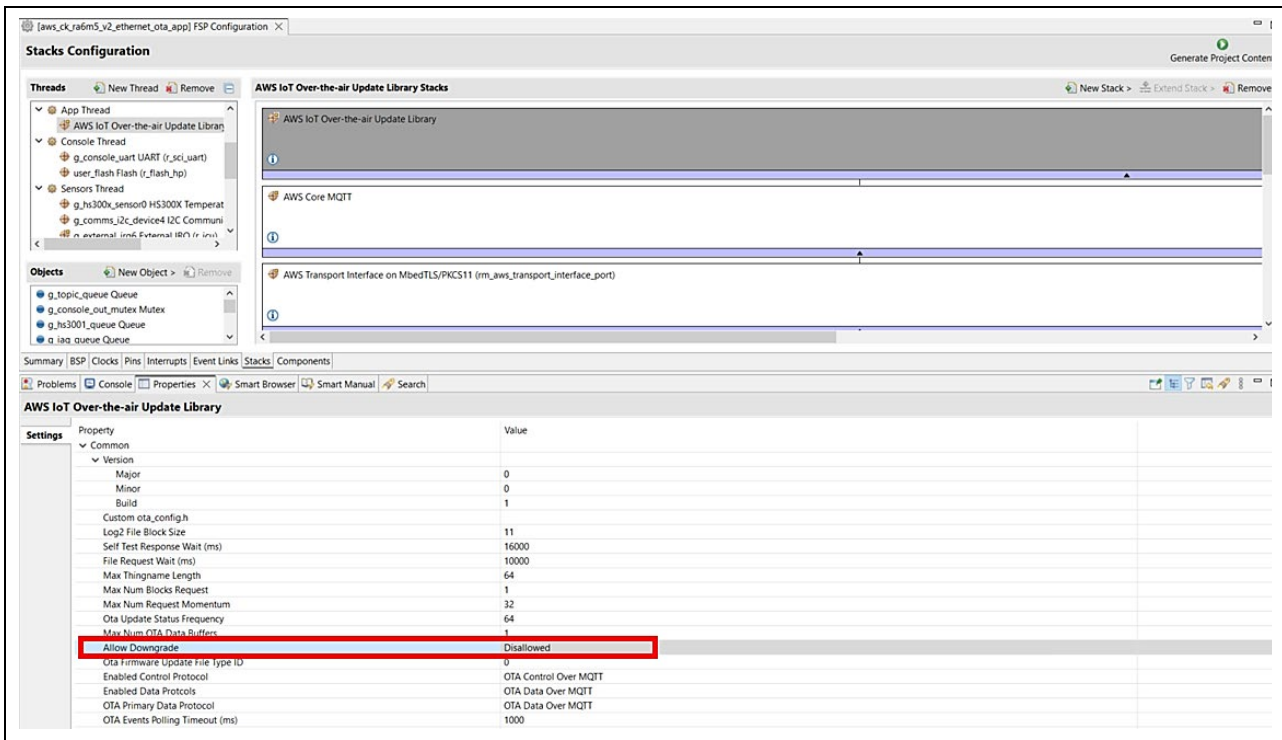 [aws_ck_ra6m5_v2_ethernet_ota_app] FSP Configuration
Stacks Configuration
Generate Project Conten
Threads New Thread Remove
AWS IoT Over-the-air Update Library Stacks
New Stack > Extend Stack > Remove
App Thread
AWS IoT Over-the-air Update Librar
Console Thread
g_console_uart UART (r_sci_uart)
user_flash Flash (r_flash_hp)
Sensors Thread
g_hs300x_sensor0 HS300X Temperat
g_comms_i2c_device4 I2C Communi
g_external_irq6 External IRQ (r_icu)
AWS IoT Over-the-air Update Library
AWS Core MQTT
AWS Transport Interface on MbedTLS/PKCS11 (rm_aws_transport_interface_port)
Objects New Object > Remove
g_topic_queue Queue
g_console_out_mutex Mutex
g_hs3001_queue Queue
g_iaq_queue Queue
Summary BSP Clocks Pins Interrupts Event Links Stacks Components
Problems Console Properties Smart Browser Smart Manual Search
AWS IoT Over-the-air Update Library
Settings
Property Value
Common
Version
Major 0
Minor 0
Build 1
Custom ota_config.h
Log2 File Block Size 11
Self Test Response Wait (ms) 16000
File Request Wait (ms) 10000
Max Thingname Length 64
Max Num Blocks Request 1
Max Num Request Momentum 32
Ota Update Status Frequency 64
Max Num OTA Data Buffers 1
Allow Downgrade Disallowed
Ota Firmware Update File Type ID 0
Enabled Control Protocol OTA Control Over MQTT
Enabled Data Protcols OTA Data Over MQTT
OTA Primary Data Protocol OTA Data Over MQTT
OTA Events Polling Timeout (ms) 1000